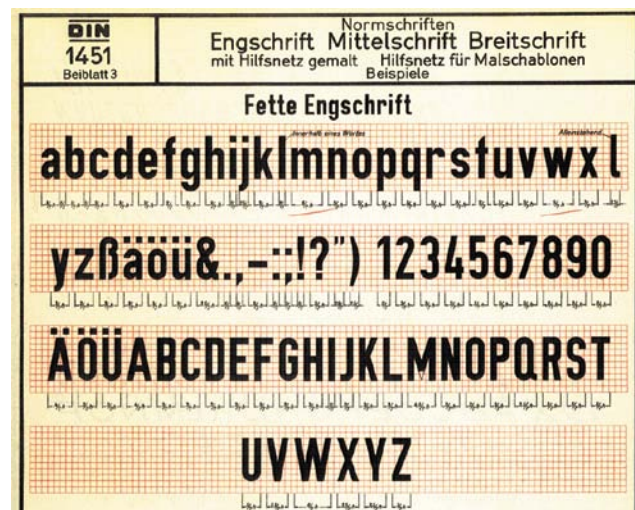 DIN
1451
Beiblatt 3
Normschriften
Engschrift Mittelschrift Breitschrift
mit Hilfsnetz gemalt Hilfsnetz für Malschablonen
Beispiele
Fette Engschrift
Innerhalb eines Wortes Alleinstehend
abcdefghijklmnopqrstuvwxl
yzßäöü&.,-:;!?") 1234567890
ÄÖÜABCDEFGHIJKLMNOPQRST
UVWXYZ